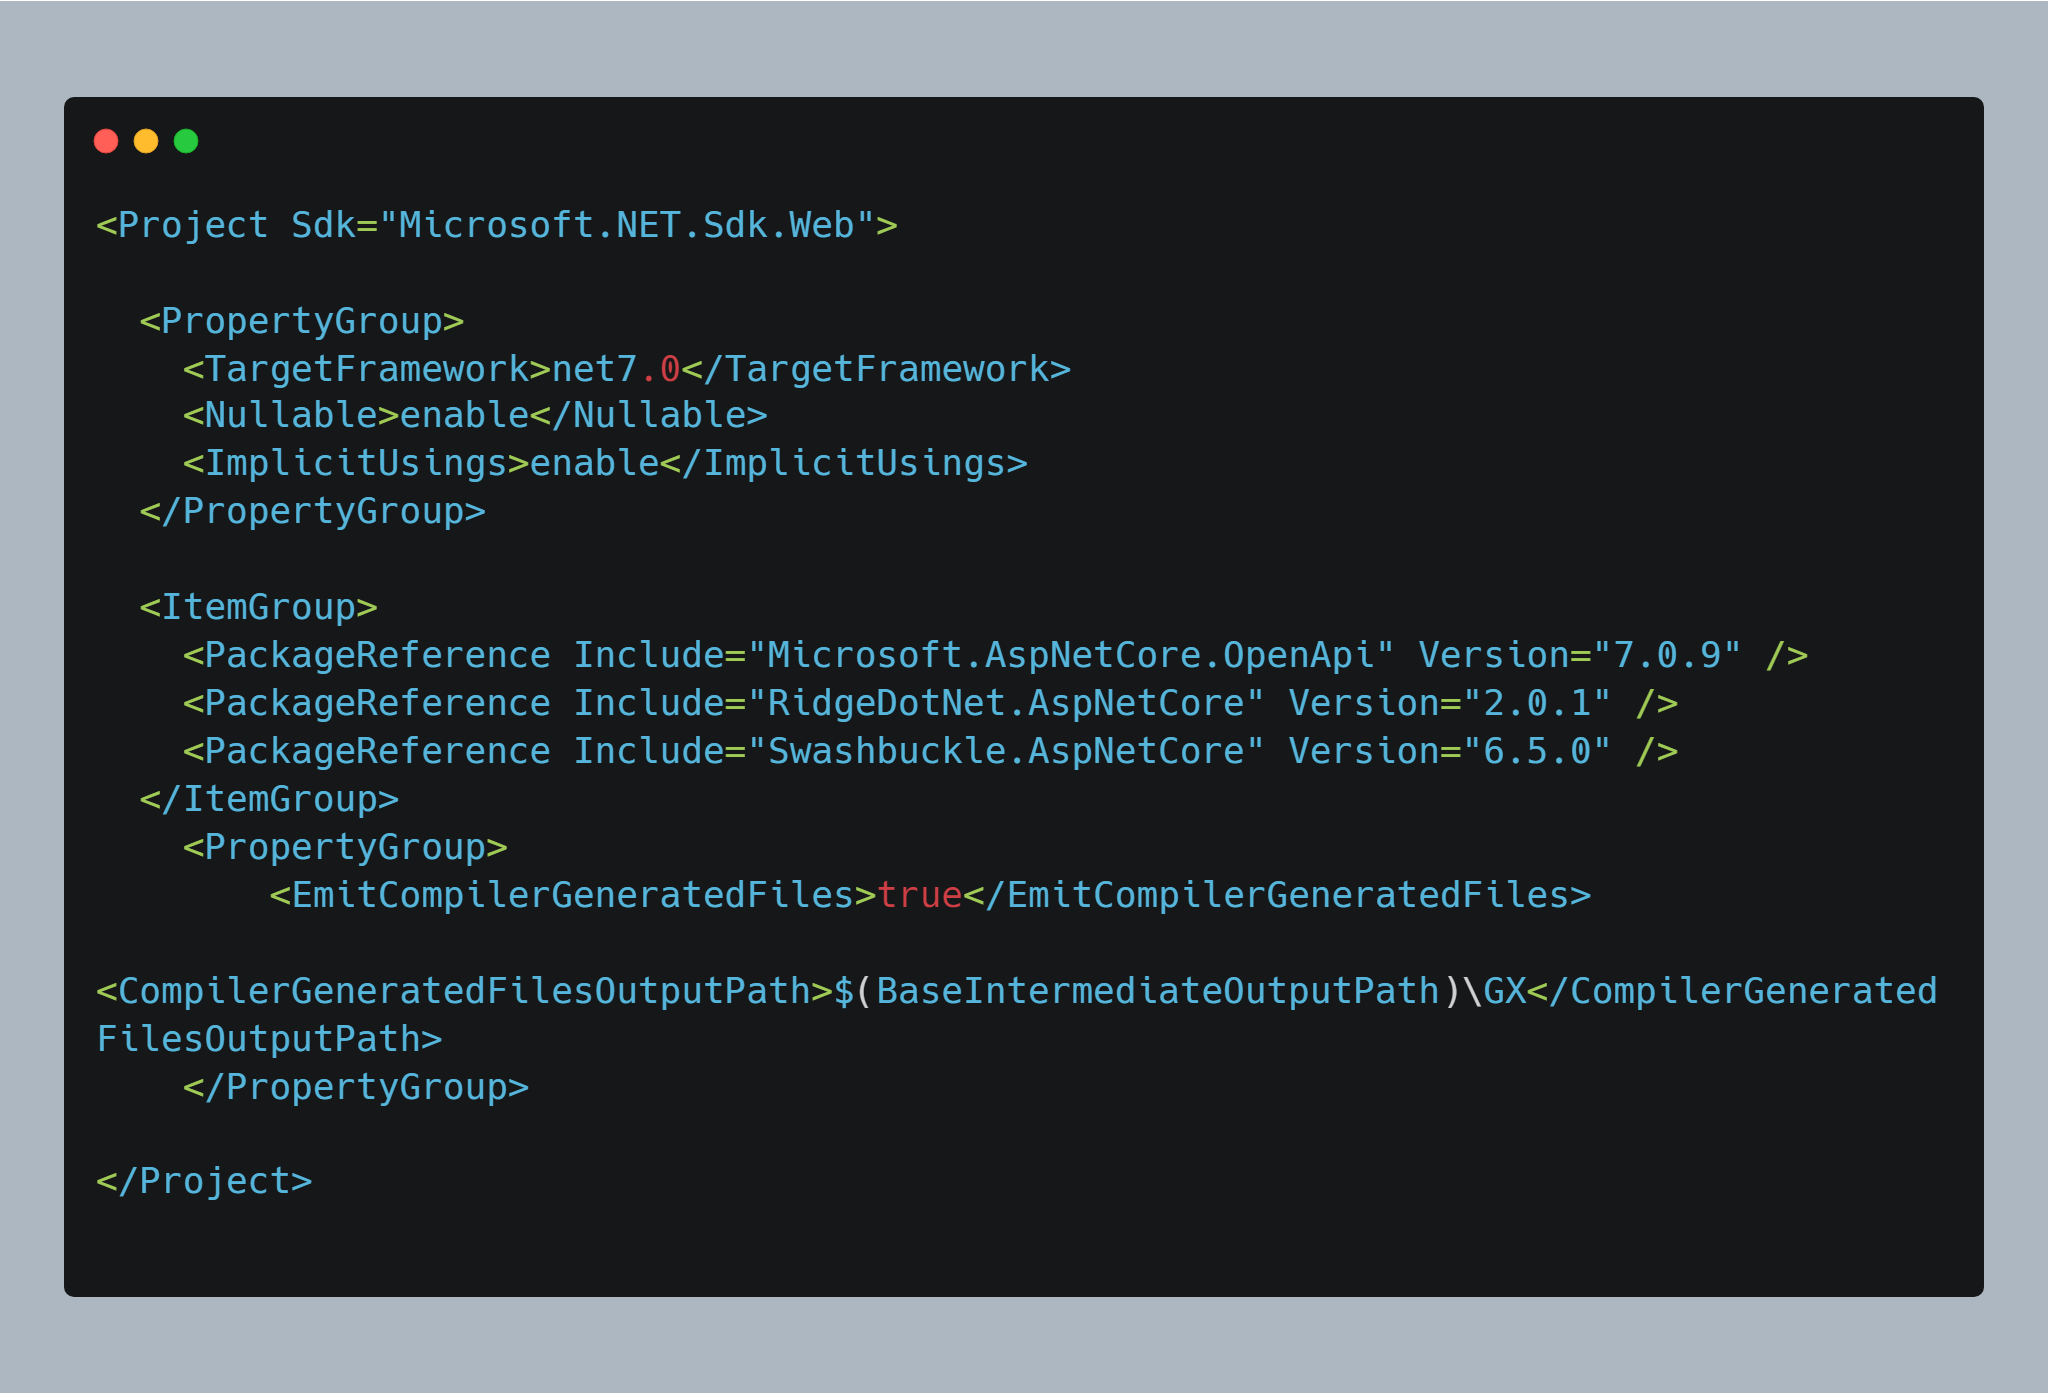 <Project Sdk="Microsoft.NET.Sdk.Web">
<PropertyGroup>
<TargetFramework>net7.0</TargetFramework>
<Nullable>enable</Nullable>
<ImplicitUsings>enable</ImplicitUsings>
</PropertyGroup>
<ItemGroup>
<PackageReference Include="Microsoft.AspNetCore.OpenApi" Version="7.0.9" />
<PackageReference Include="RidgeDotNet.AspNetCore" Version="2.0.1" />
<PackageReference Include="Swashbuckle.AspNetCore" Version="6.5.0" />
</ItemGroup>
<PropertyGroup>
<EmitCompilerGeneratedFiles>true</EmitCompilerGeneratedFiles>
<CompilerGeneratedFilesOutputPath>$(BaseIntermediateOutputPath)\GX</CompilerGenerated
FilesOutputPath>
</PropertyGroup>
</Project>